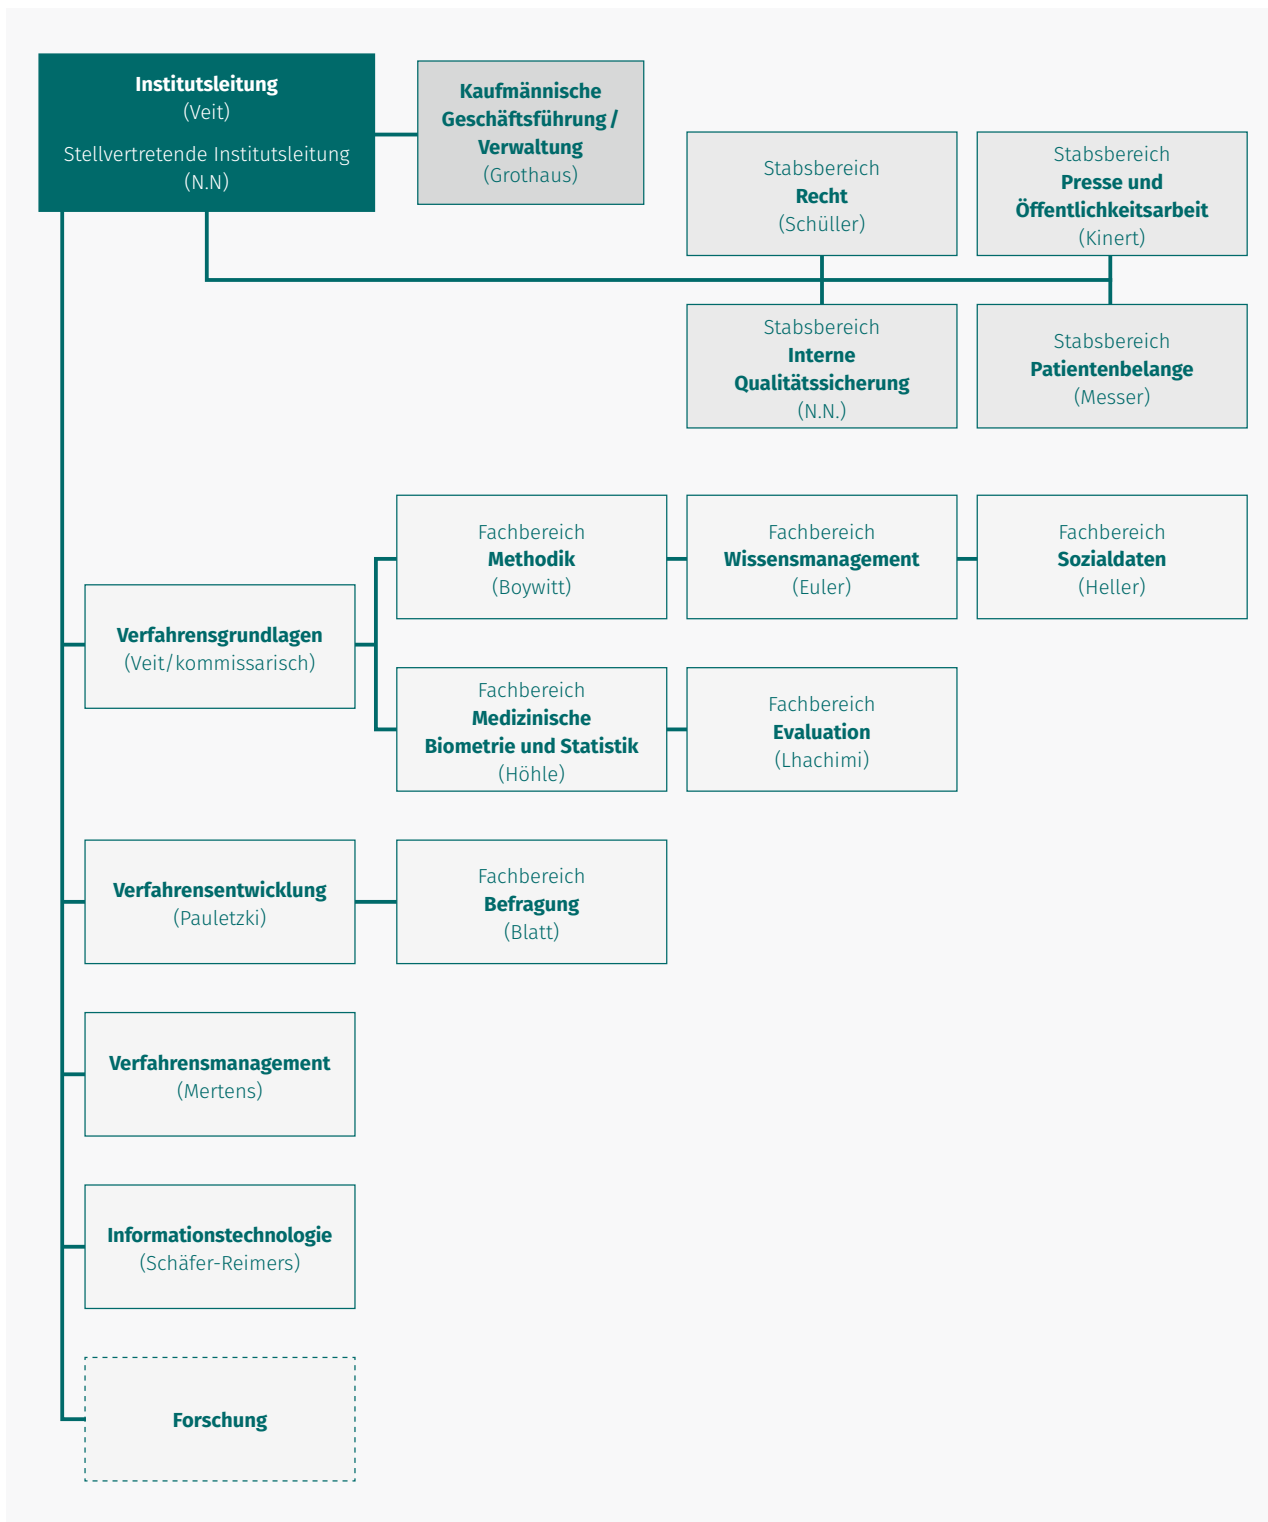 Institutsleitung
(Veit)
Stellvertretende Institutsleitung
(N.N)
Kaufmännische
Geschäftsführung /
Verwaltung
(Grothaus)
Stabsbereich
Recht
(Schüller)
Stabsbereich
Presse und
Öffentlichkeitsarbeit
(Kinert)
Stabsbereich
Interne
Qualitätssicherung
(N.N.)
Stabsbereich
Patientenbelange
(Messer)
Verfahrensgrundlagen
(Veit/kommissarisch)
Fachbereich
Methodik
(Boywitt)
Fachbereich
Wissensmanagement
(Euler)
Fachbereich
Sozialdaten
(Heller)
Fachbereich
Medizinische
Biometrie und Statistik
(Höhle)
Fachbereich
Evaluation
(Lhachimi)
Verfahrensentwicklung
(Pauletzki)
Fachbereich
Befragung
(Blatt)
Verfahrensmanagement
(Mertens)
Informationstechnologie
(Schäfer-Reimers)
Forschung